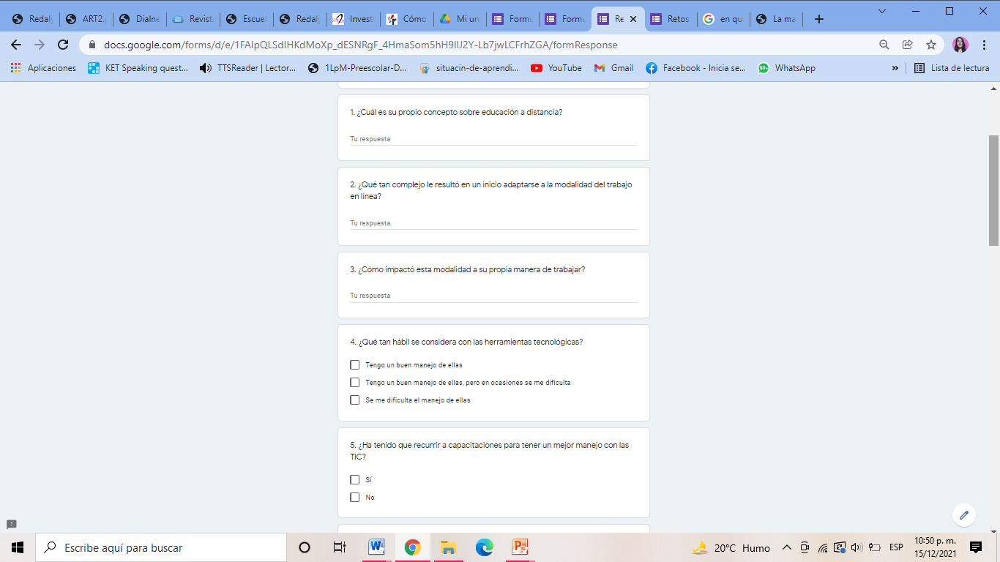 Redaly
ART2.p
Dialne
Revista
Escuel
Redaly
Investi
Cómo
Mi uni
Formu
Formu
Re
Retos
en que
La ma
docs.google.com/forms/d/e/1FAIpQLSdIHKdMoXp_dESNRgF_4HmaSom5hH9IIJ2Y-Lb7jwLCFrhZGA/formResponse
Aplicaciones
KET Speaking quest...
TTSReader | Lector...
1LpM-Preescolar-D...
situacin-de-aprendi...
YouTube
Gmail
Facebook - Inicia se...
99+
WhatsApp
»
Lista de lectura
1. ¿Cuál es su propio concepto sobre educación a distancia?
Tu respuesta
2. ¿Qué tan complejo le resultó en un inicio adaptarse a la modalidad del trabajo
en línea?
Tu respuesta
3. ¿Cómo impactó esta modalidad a su propia manera de trabajar?
Tu respuesta
4. ¿Qué tan hábil se considera con las herramientas tecnológicas?
Tengo un buen manejo de ellas
Tengo un buen manejo de ellas, pero en ocasiones se me dificulta
Se me dificulta el manejo de ellas
5. ¿Ha tenido que recurrir a capacitaciones para tener un mejor manejo con las
TIC?
Sí
No
Escribe aquí para buscar
20°C Humo
ESP
10:50 p. m.
15/12/2021